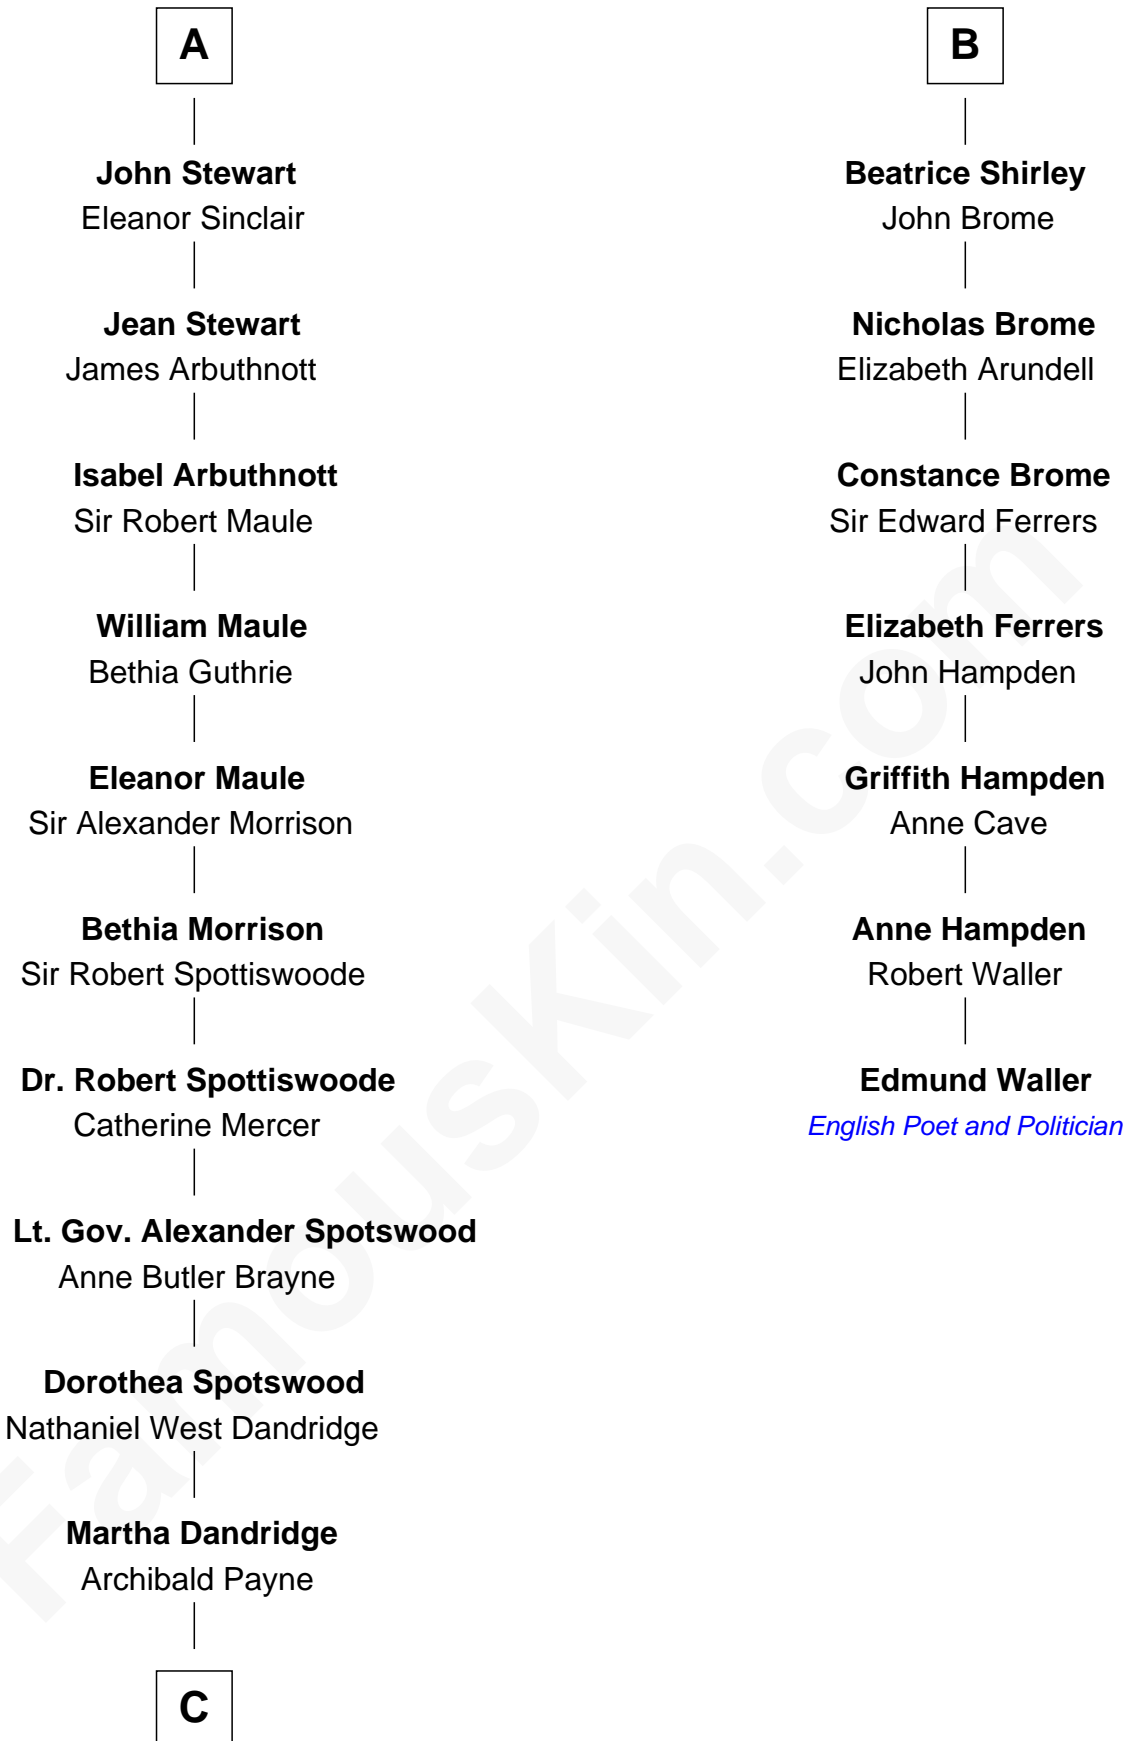 A
John Stewart
Eleanor Sinclair
Jean Stewart
James Arbuthnott
Isabel Arbuthnott
Sir Robert Maule
William Maule
Bethia Guthrie
Eleanor Maule
Sir Alexander Morrison
Bethia Morrison
Sir Robert Spottiswoode
Dr. Robert Spottiswoode
Catherine Mercer
Lt. Gov. Alexander Spotswood
Anne Butler Brayne
Dorothea Spotswood
Nathaniel West Dandridge
Martha Dandridge
Archibald Payne
C
B
Beatrice Shirley
John Brome
Nicholas Brome
Elizabeth Arundell
Constance Brome
Sir Edward Ferrers
Elizabeth Ferrers
John Hampden
Griffith Hampden
Anne Cave
Anne Hampden
Robert Waller
Edmund Waller
English Poet and Politician
FamousKin.com